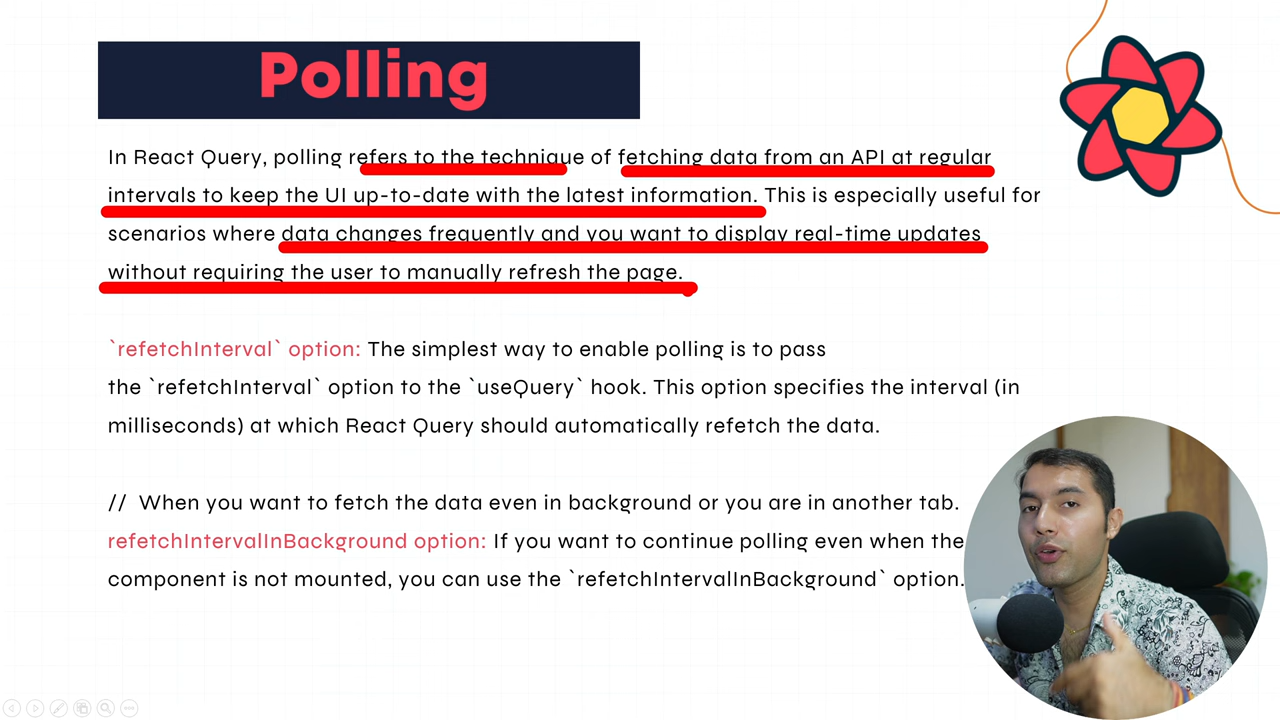 Polling
In React Query, polling refers to the technique of fetching data from an API at regular
intervals to keep the UI up-to-date with the latest information. This is especially useful for
scenarios where data changes frequently and you want to display real-time updates
without requiring the user to manually refresh the page.
`refetchInterval` option: The simplest way to enable polling is to pass
the `refetchInterval` option to the `useQuery` hook. This option specifies the interval (in
milliseconds) at which React Query should automatically refetch the data.
// When you want to fetch the data even in background or you are in another tab.
refetchIntervalInBackground option: If you want to continue polling even when the
component is not mounted, you can use the `refetchIntervalInBackground` option.